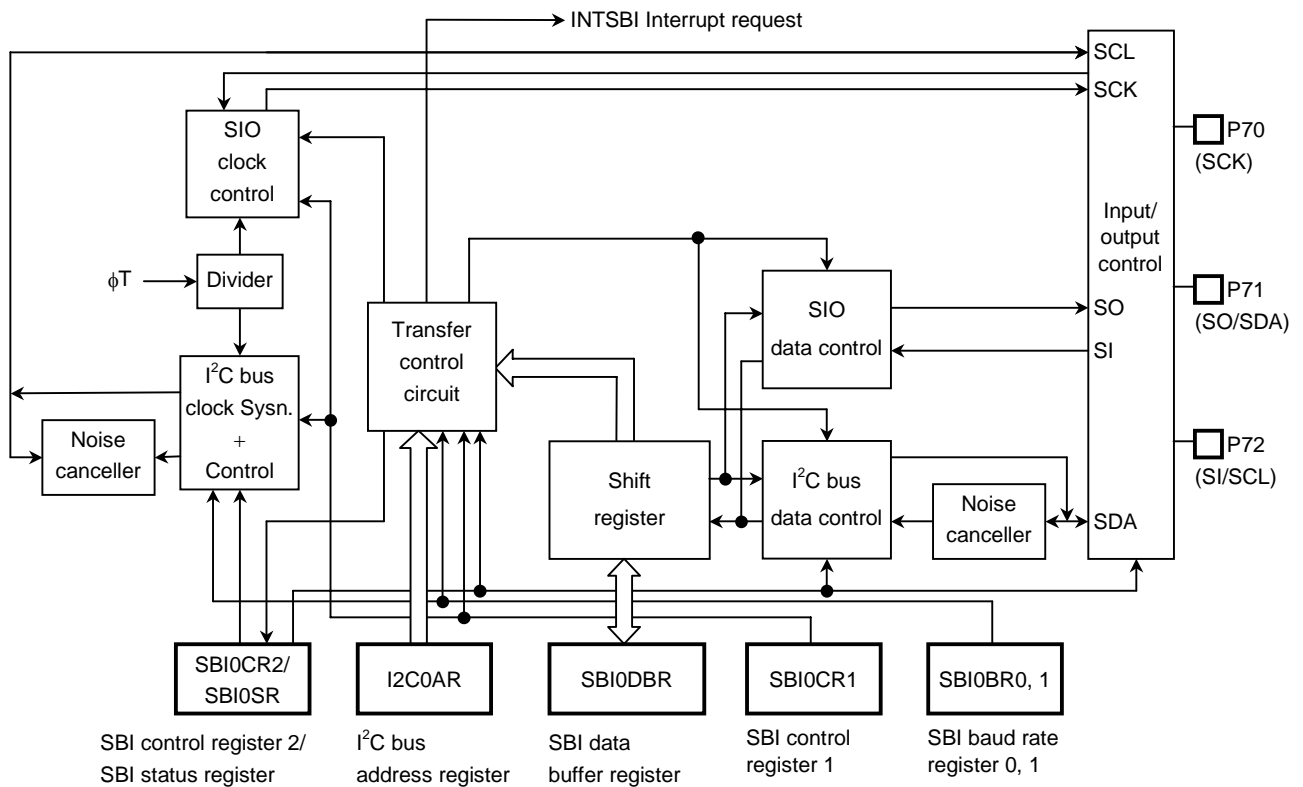 INTSBI Interrupt request
SCL
SCK
SIO
clock
control
P70
(SCK)
Input/
output
control
ϕT
Divider
P71
(SO/SDA)
SIO
data control
SO
SI
Transfer
control
circuit
I²C bus
clock Sysn.
+
Control
Noise
canceller
P72
(SI/SCL)
Shift
register
I²C bus
data control
Noise
canceller
SDA
SBI0CR2/
SBI0SR
I2C0AR
SBI0DBR
SBI0CR1
SBI0BR0, 1
SBI control register 2/
SBI status register
I²C bus
address register
SBI data
buffer register
SBI control
register 1
SBI baud rate
register 0, 1